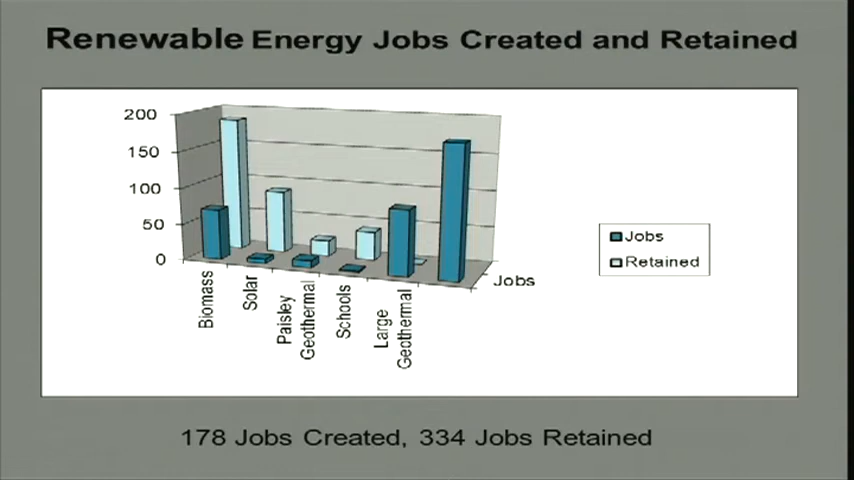 Renewable Energy Jobs Created and Retained
200
150
100
50
0
Biomass
Solar
Paisley
Geothermal
Schools
Large
Geothermal
Jobs
Jobs
Retained
178 Jobs Created, 334 Jobs Retained